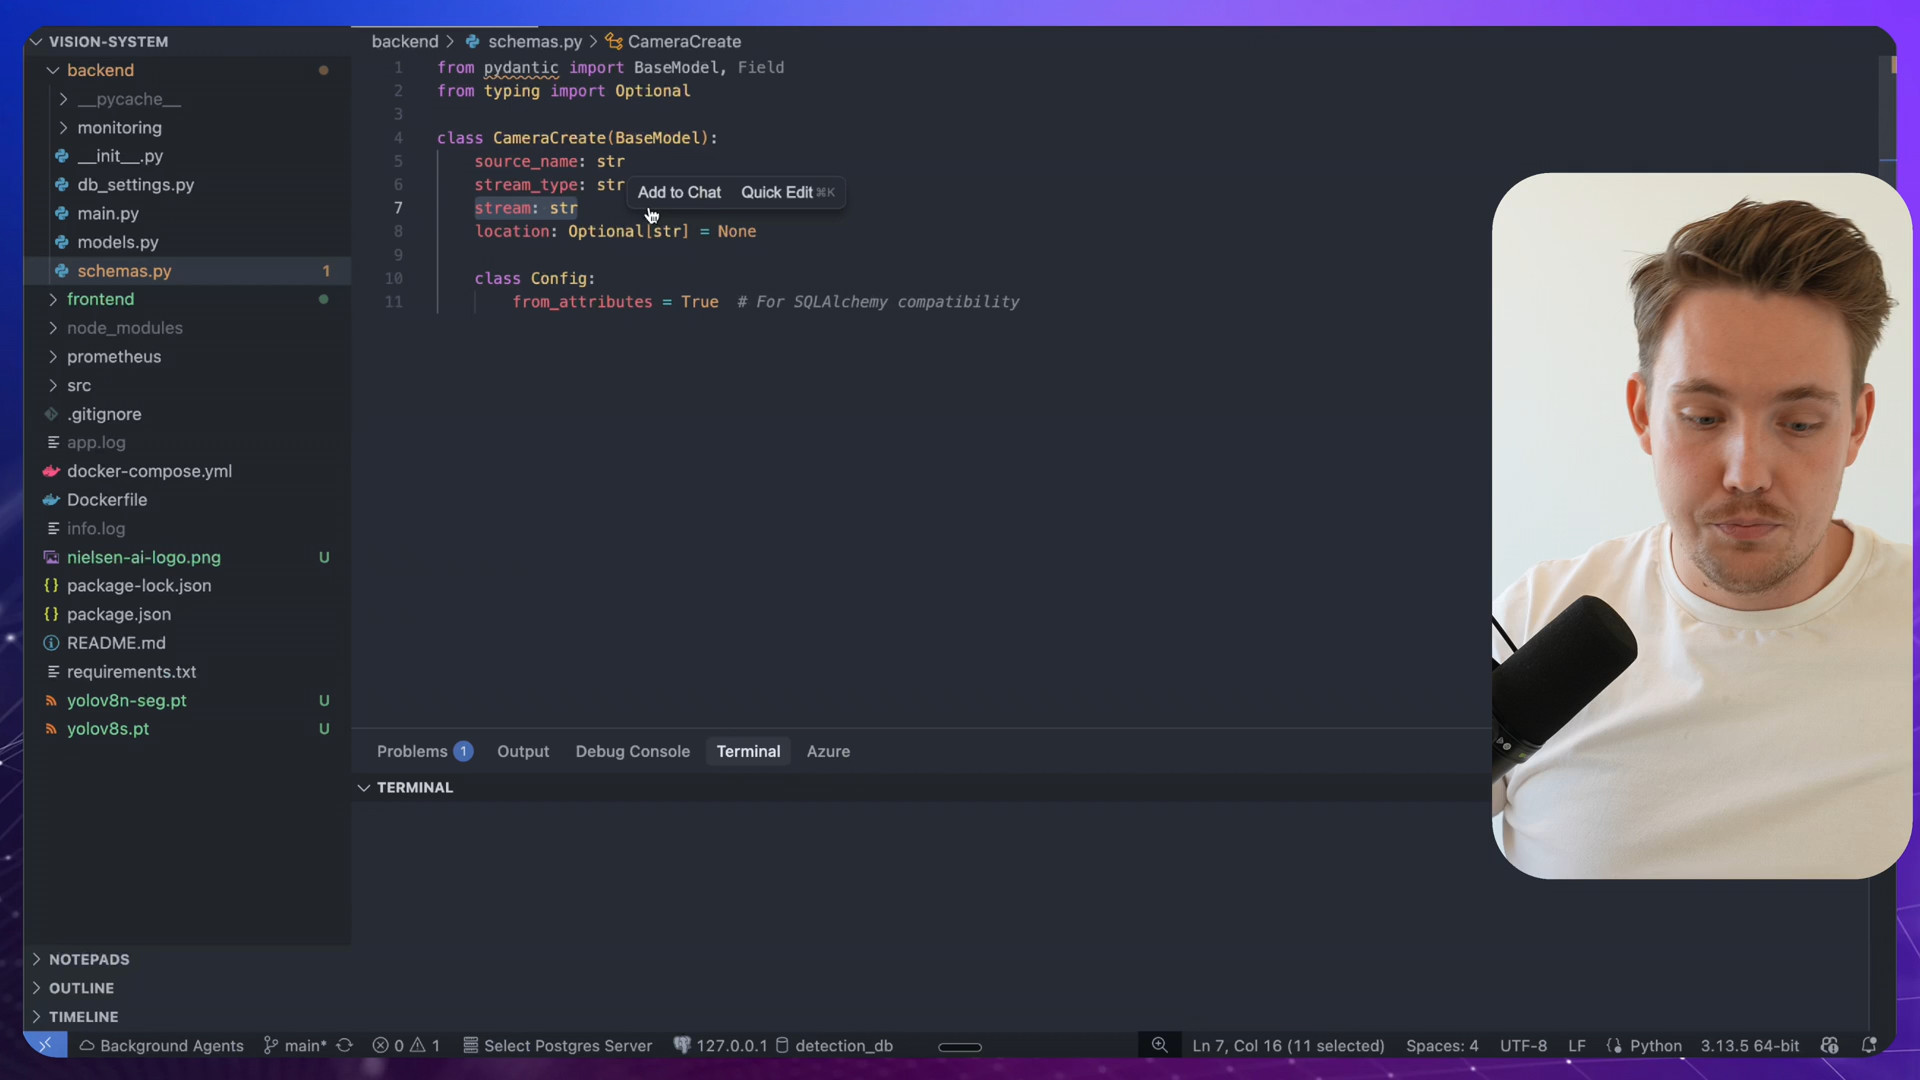 VISION-SYSTEM
backend
__pycache__
monitoring
__init__.py
db_settings.py
main.py
models.py
schemas.py 1
frontend
node_modules
prometheus
src
.gitignore
app.log
docker-compose.yml
Dockerfile
info.log
nielsen-ai-logo.png U
package-lock.json
package.json
README.md
requirements.txt
yolov8n-seg.pt U
yolov8s.pt U
NOTEPADS
OUTLINE
TIMELINE
backend > schemas.py > CameraCreate
1 from pydantic import BaseModel, Field
2 from typing import Optional
3
4 class CameraCreate(BaseModel):
5 source_name: str
6 stream_type: str
Add to Chat Quick Edit ⌘K
7 stream: str
8 location: Optional[str] = None
9
10 class Config:
11 from_attributes = True # For SQLAlchemy compatibility
Problems 1 Output Debug Console Terminal Azure
TERMINAL
Background Agents main* 0 1 Select Postgres Server 127.0.0.1 detection_db Ln 7, Col 16 (11 selected) Spaces: 4 UTF-8 LF Python 3.13.5 64-bit